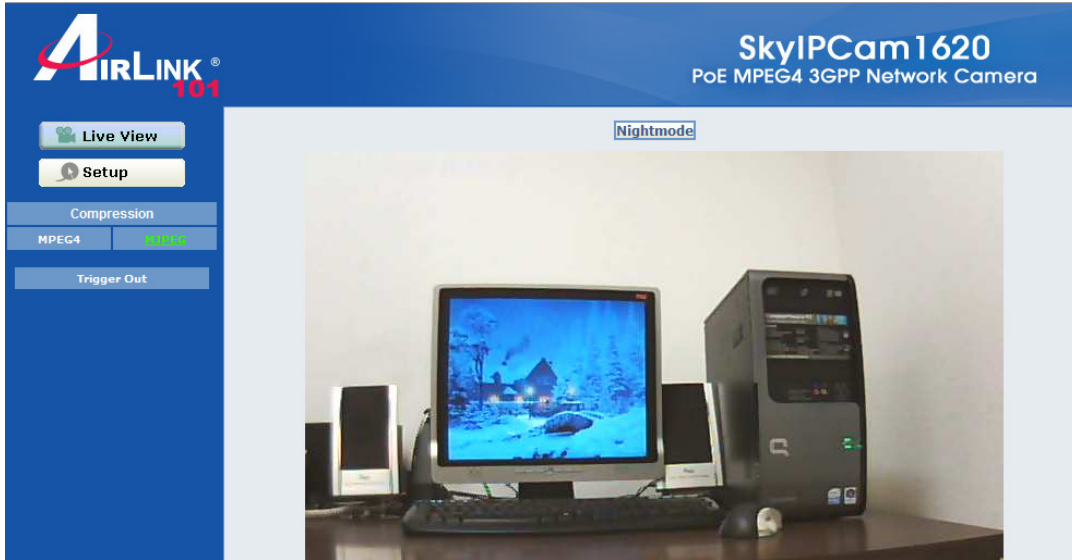 AIRLINK ®
101
SkyIPCam1620
PoE MPEG4 3GPP Network Camera
Live View
Setup
Compression
MPEG4 MJPEG
Trigger Out
Nightmode